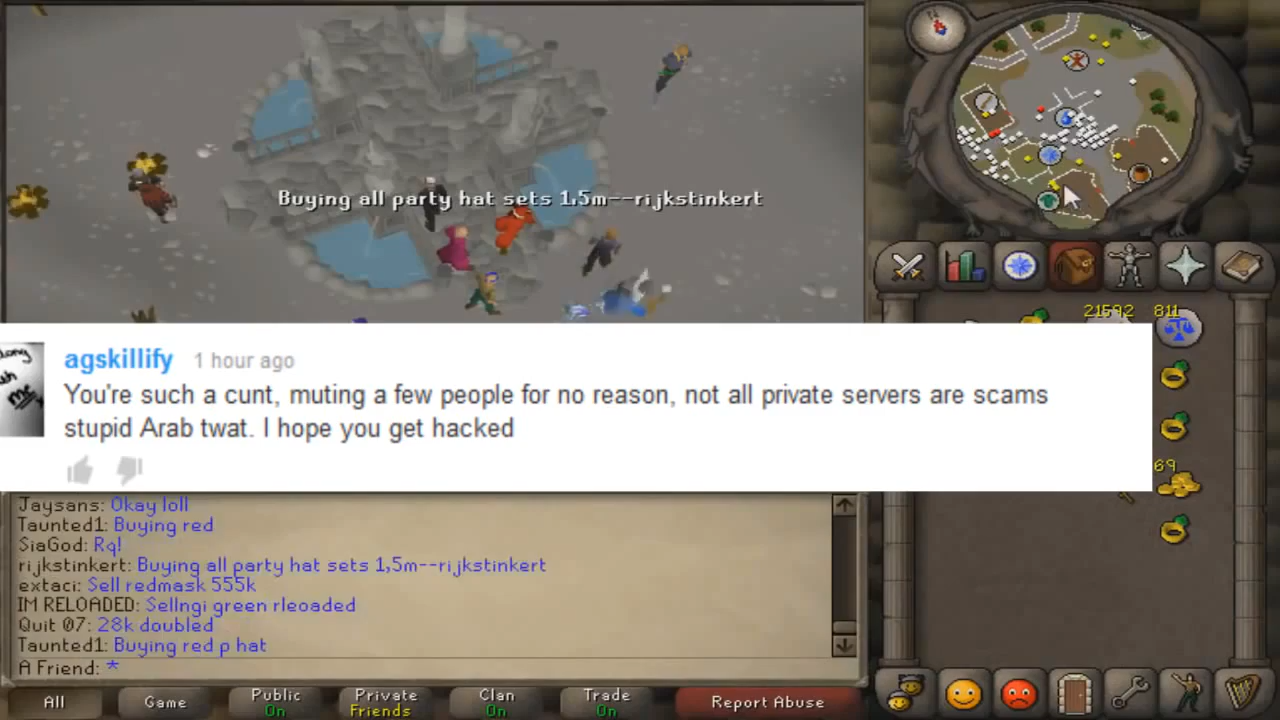 Buying all party hat sets 1,5m--rijkstinkert
21592 811
agskillify 1 hour ago
You're such a cunt, muting a few people for no reason, not all private servers are scams
stupid Arab twat. I hope you get hacked
69
Jaysans: Okay loll
Taunted1: Buying red
SiaGod: Rq!
rijkstinkert: Buying all party hat sets 1,5m--rijkstinkert
extaci: Sell redmask 555k
IM RELOADED: Sellngi green rleoaded
Quit 07: 28k doubled
Taunted1: Buying red p hat
A Friend: *
All Game Public On Private Friends Clan On Trade On Report Abuse